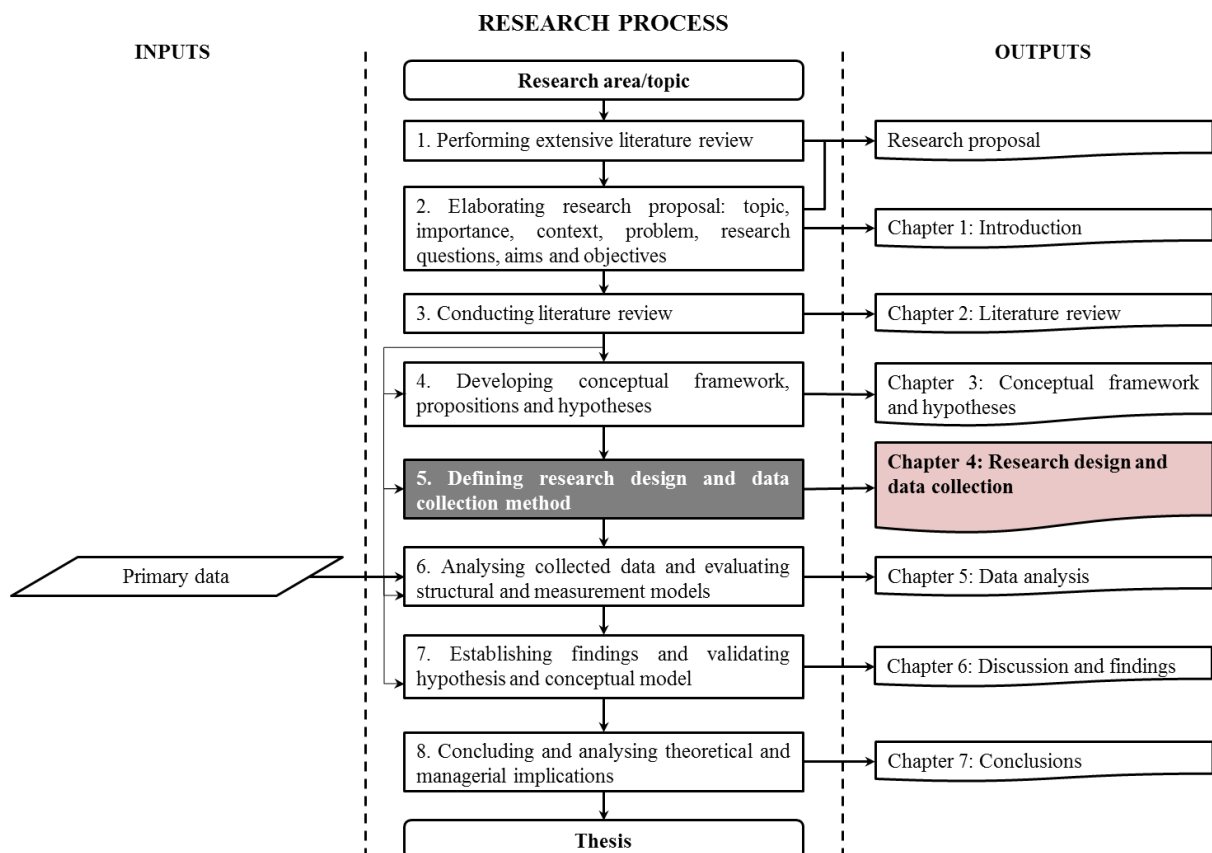 RESEARCH PROCESS
INPUTS
OUTPUTS
Research area/topic
1. Performing extensive literature review
Research proposal
2. Elaborating research proposal: topic,
importance, context, problem, research
questions, aims and objectives
Chapter 1: Introduction
3. Conducting literature review
Chapter 2: Literature review
4. Developing conceptual framework,
propositions and hypotheses
Chapter 3: Conceptual framework
and hypotheses
5. Defining research design and data
collection method
Chapter 4: Research design and
data collection
Primary data
6. Analysing collected data and evaluating
structural and measurement models
Chapter 5: Data analysis
7. Establishing findings and validating
hypothesis and conceptual model
Chapter 6: Discussion and findings
8. Concluding and analysing theoretical and
managerial implications
Chapter 7: Conclusions
Thesis